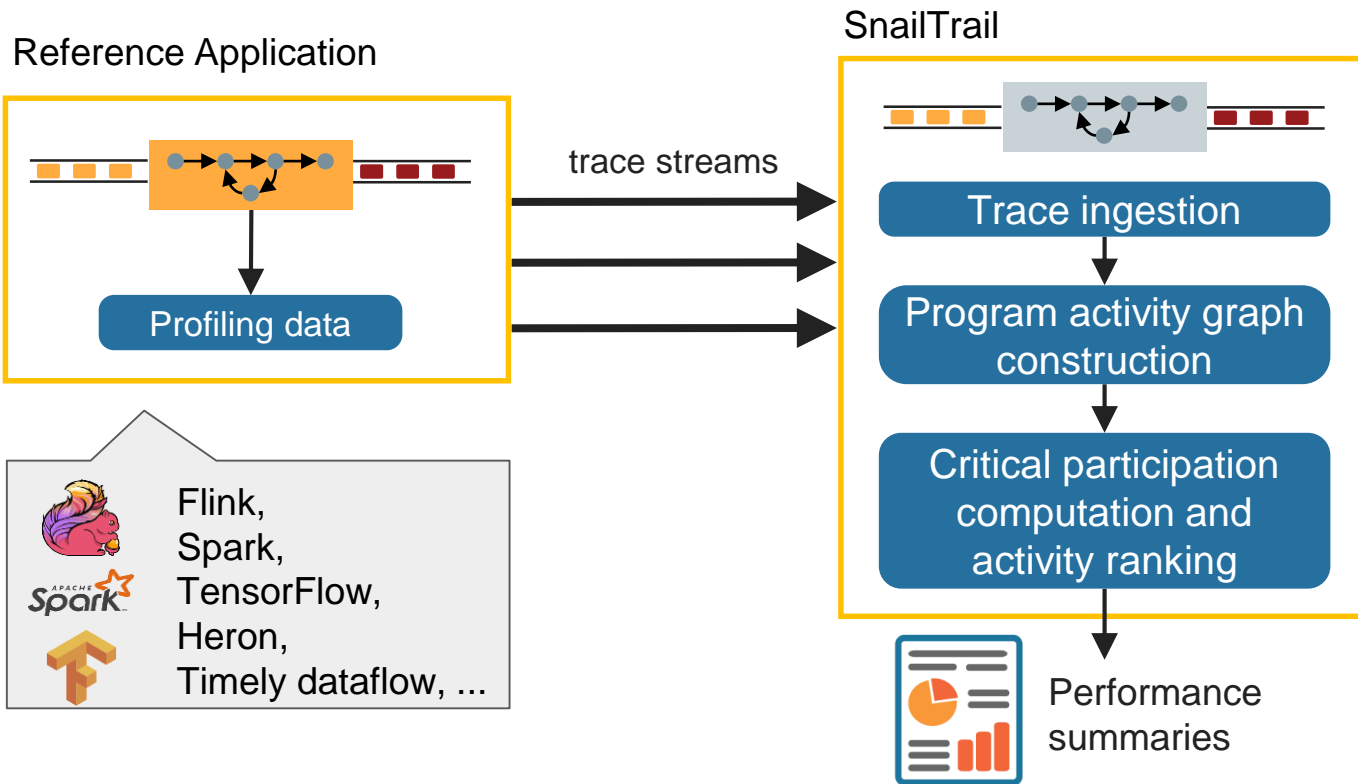 Reference Application
Profiling data
Flink,
Spark,
TensorFlow,
Heron,
Timely dataflow, ...
APACHE
Spark
trace streams
SnailTrail
Trace ingestion
Program activity graph
construction
Critical participation
computation and
activity ranking
Performance
summaries